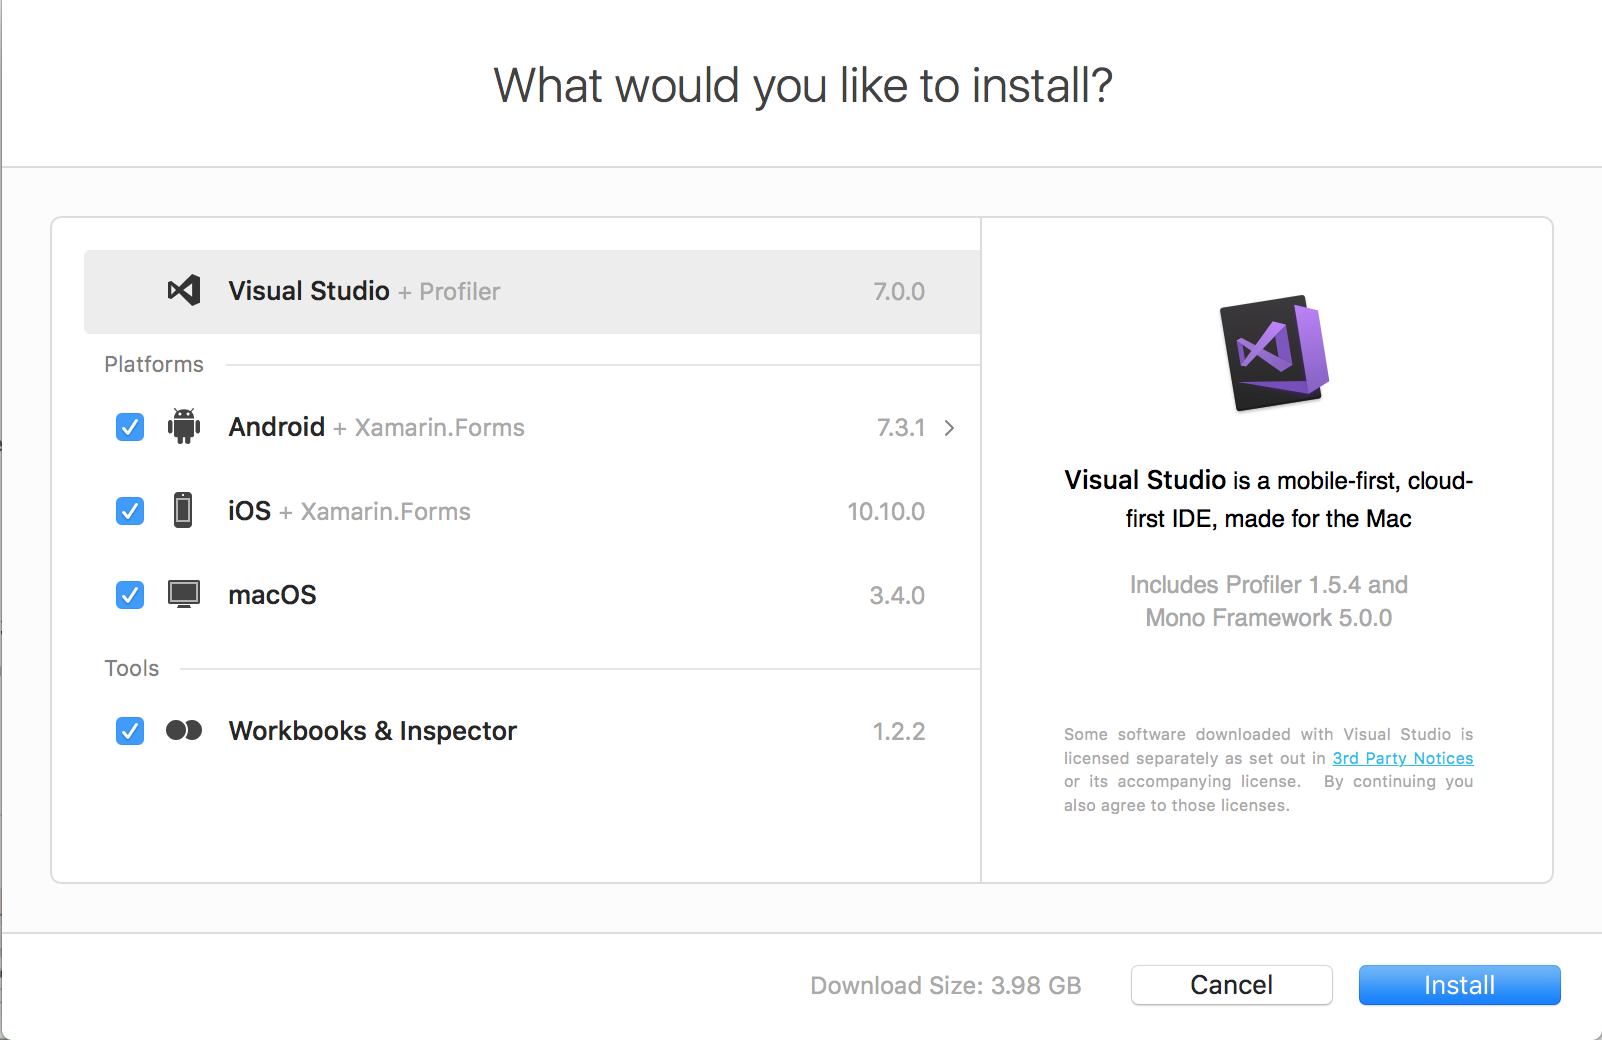 What would you like to install?
Visual Studio + Profiler 7.0.0
Platforms
Android + Xamarin.Forms 7.3.1
iOS + Xamarin.Forms 10.10.0
macOS 3.4.0
Tools
Workbooks & Inspector 1.2.2
Visual Studio is a mobile-first, cloud-
first IDE, made for the Mac
Includes Profiler 1.5.4 and
Mono Framework 5.0.0
Some software downloaded with Visual Studio is
licensed separately as set out in 3rd Party Notices
or its accompanying license. By continuing you
also agree to those licenses.
Download Size: 3.98 GB
Cancel
Install